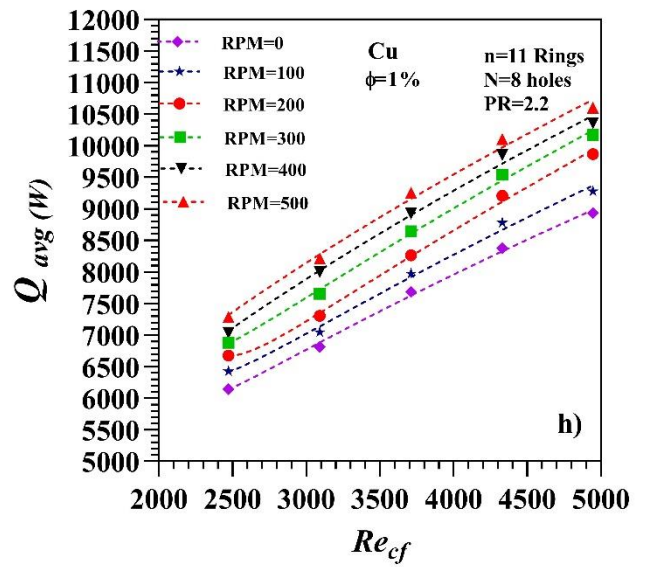 12000
11500
11000
10500
10000
9500
9000
8500
8000
7500
7000
6500
6000
5500
5000
Q avg (W)
RPM=0
RPM=100
RPM=200
RPM=300
RPM=400
RPM=500
Cu
ϕ=1%
n=11 Rings
N=8 holes
PR=2.2
h)
2000 2500 3000 3500 4000 4500 5000
Re_cf